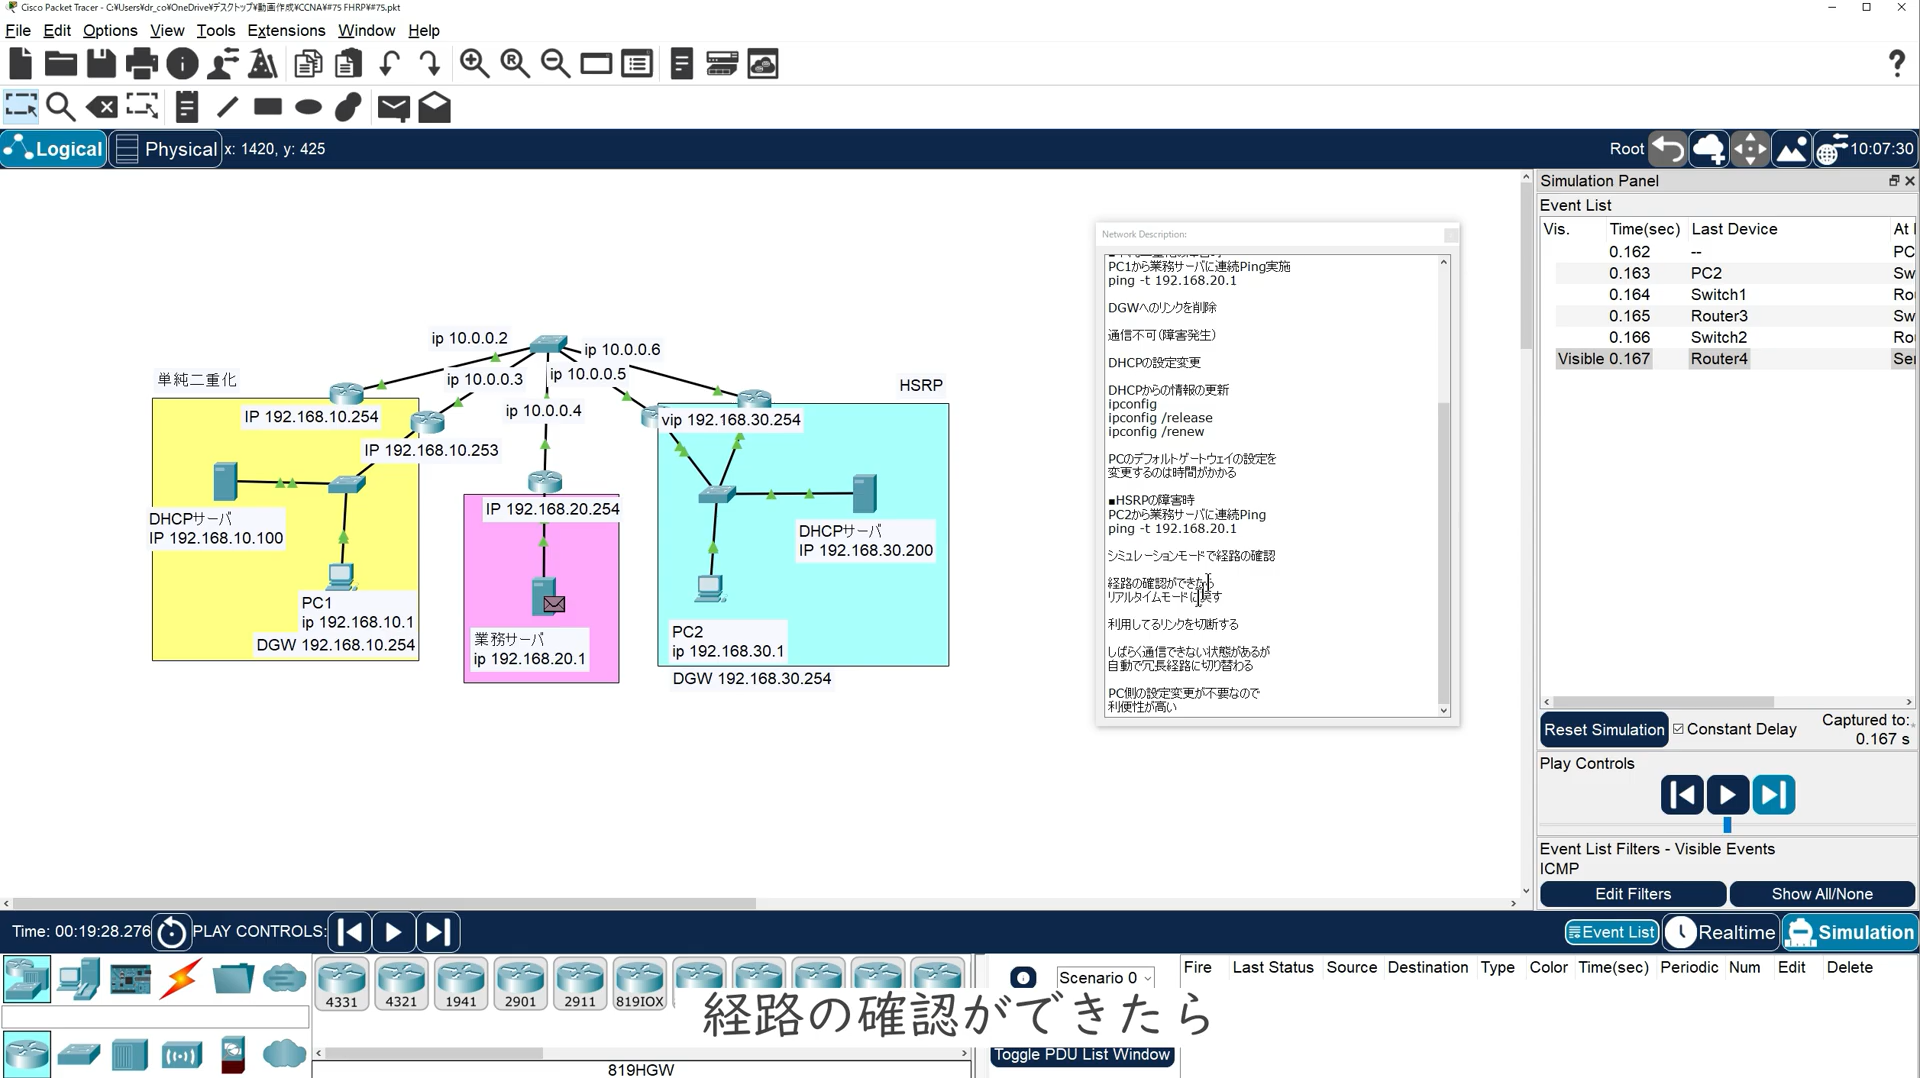 Cisco Packet Tracer - C:¥Users¥dr_co¥OneDrive¥デスクトップ¥動画作成¥CCNA¥#75 FHRP¥#75.pkt
File Edit Options View Tools Extensions Window Help
Logical Physical x: 1420, y: 425 Root 10:07:30
Simulation Panel
Event List
Vis. Time(sec) Last Device At
0.162 -- PC
0.163 PC2 Sw
0.164 Switch1 Ro
0.165 Router3 Sw
0.166 Switch2 Ro
Visible 0.167 Router4 Se
Reset Simulation Constant Delay Captured to:
0.167 s
Play Controls
Event List Filters - Visible Events
ICMP
Edit Filters Show All/None
Network Description:
PC1から業務サーバに連続Ping実施
ping -t 192.168.20.1
DGWへのリンクを削除
通信不可(障害発生)
DHCPの設定変更
DHCPからの情報の更新
ipconfig
ipconfig /release
ipconfig /renew
PCのデフォルトゲートウェイの設定を
変更するのは時間がかかる
■HSRPの障害時
PC2から業務サーバに連続Ping
ping -t 192.168.20.1
シミュレーションモードで経路の確認
経路の確認ができたら
リアルタイムモードに戻す
利用してるリンクを切断する
しばらく通信できない状態があるが
自動で冗長経路に切り替わる
PC側の設定変更が不要なので
利便性が高い
ip 10.0.0.2
ip 10.0.0.6
ip 10.0.0.3
ip 10.0.0.5
ip 10.0.0.4
単純二重化
HSRP
IP 192.168.10.254
IP 192.168.10.253
vip 192.168.30.254
IP 192.168.20.254
DHCPサーバ
IP 192.168.10.100
PC1
ip 192.168.10.1
DGW 192.168.10.254
業務サーバ
ip 192.168.20.1
DHCPサーバ
IP 192.168.30.200
PC2
ip 192.168.30.1
DGW 192.168.30.254
Time: 00:19:28.276 PLAY CONTROLS: Event List Realtime Simulation
4331 4321 1941 2901 2911 819IOX
Scenario 0
Fire Last Status Source Destination Type Color Time(sec) Periodic Num Edit Delete
経路の確認ができたら
Toggle PDU List Window
819HGW